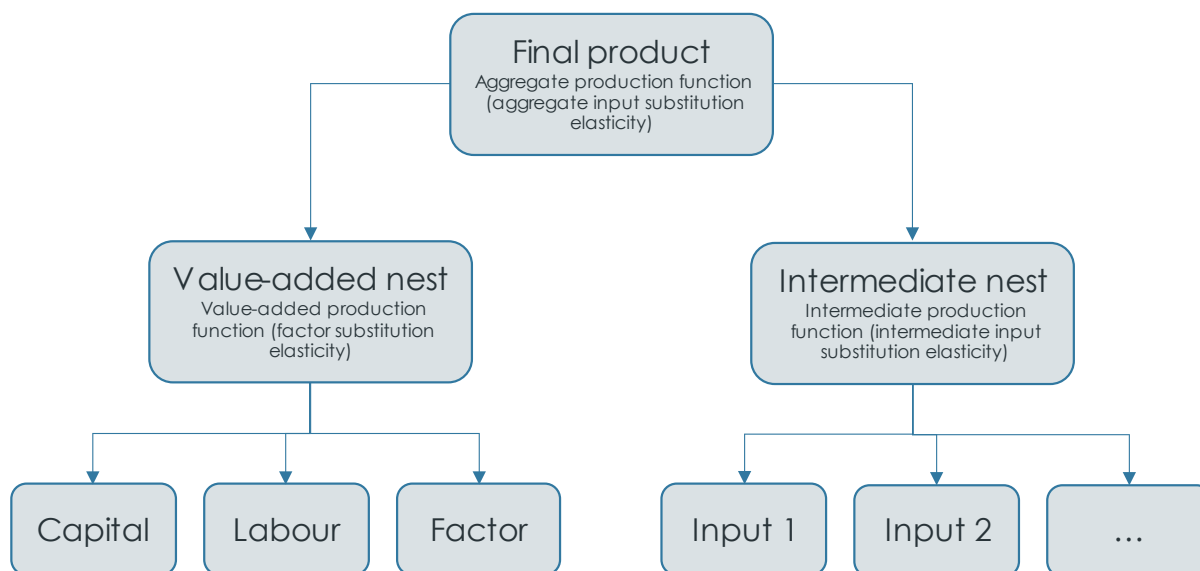 Final product
Aggregate production function
(aggregate input substitution
elasticity)
Value-added nest
Value-added production
function (factor substitution
elasticity)
Intermediate nest
Intermediate production
function (intermediate input
substitution elasticity)
Capital
Labour
Factor
Input 1
Input 2
...